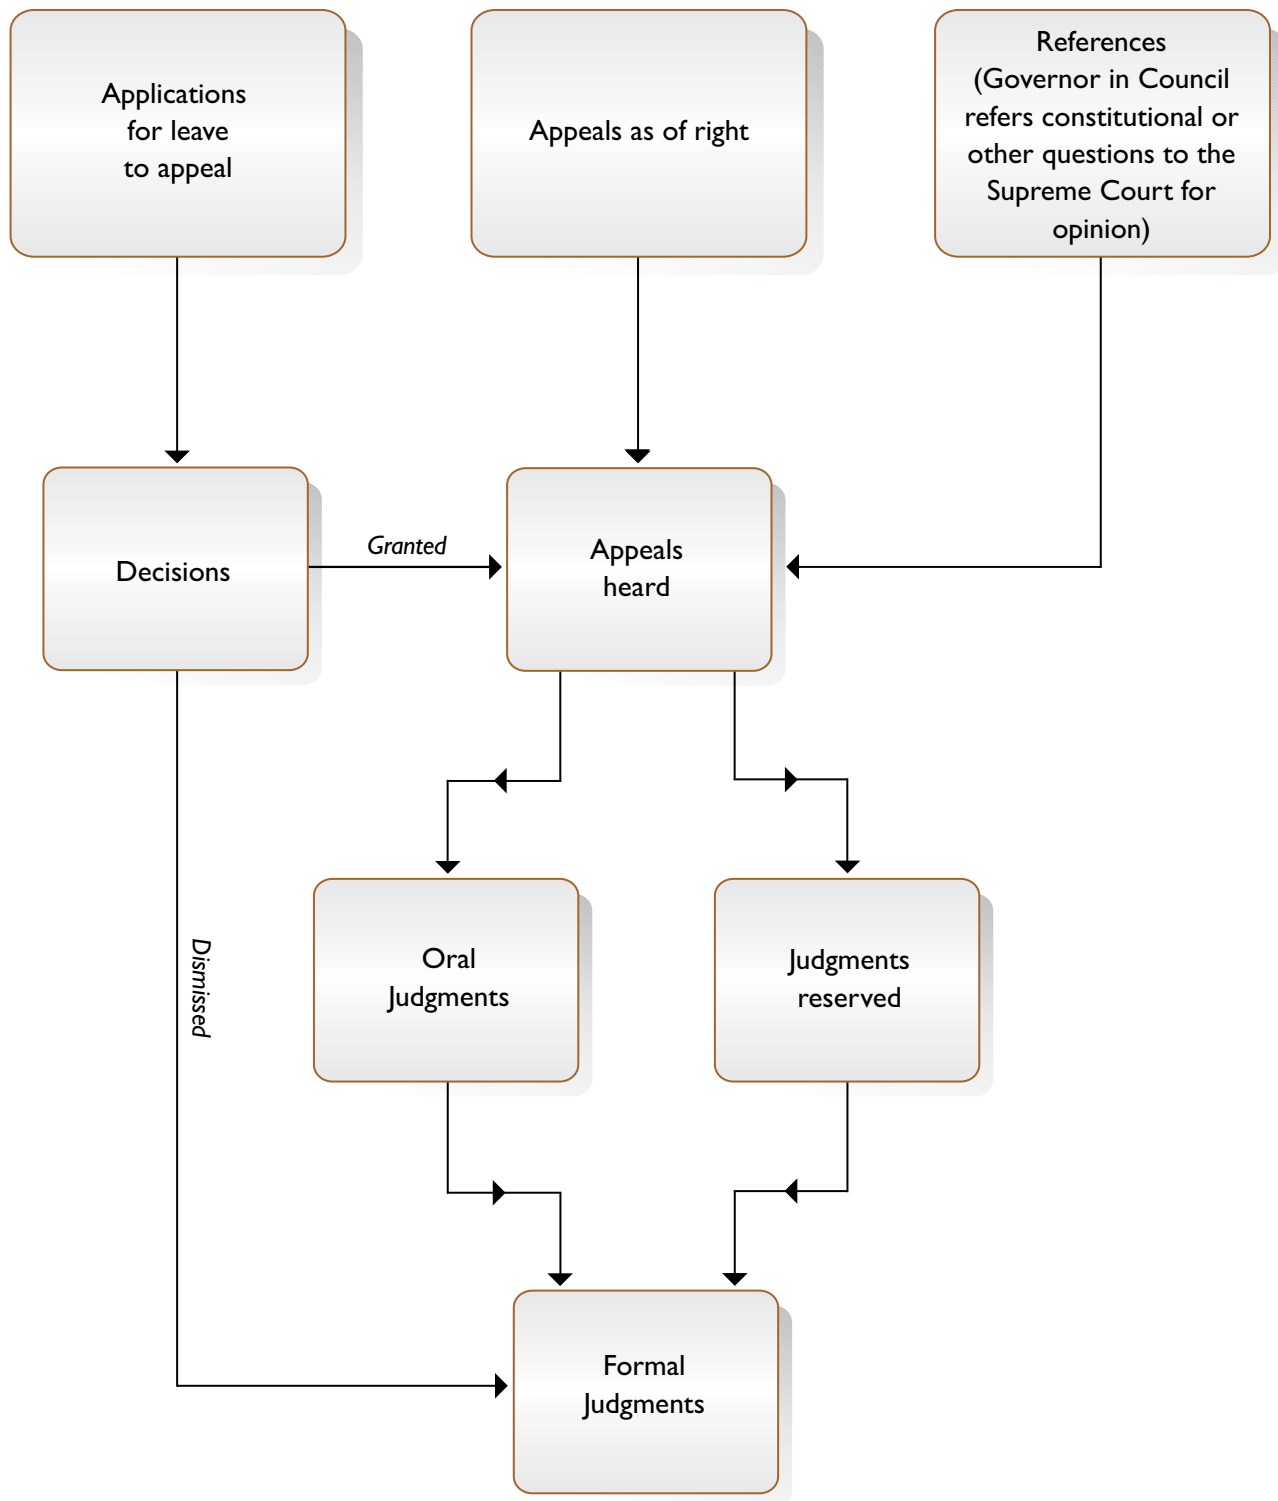 Applications
for leave
to appeal
Appeals as of right
References
(Governor in Council
refers constitutional or
other questions to the
Supreme Court for
opinion)
Decisions
Granted
Appeals
heard
Dismissed
Oral
Judgments
Judgments
reserved
Formal
Judgments